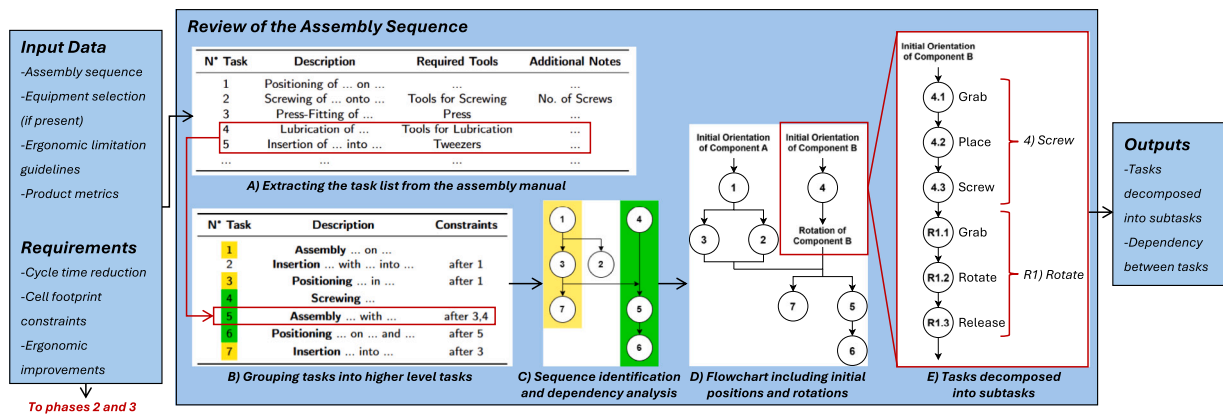 Review of the Assembly Sequence
Input Data
-Assembly sequence
-Equipment selection
(if present)
-Ergonomic limitation
guidelines
-Product metrics
Requirements
-Cycle time reduction
-Cell footprint
constraints
-Ergonomic
improvements
To phases 2 and 3
N° Task Description Required Tools Additional Notes
1 Positioning of ... on ... ... ...
2 Screwing of ... onto ... Tools for Screwing No. of Screws
3 Press-Fitting of ... Press ...
4 Lubrication of ... Tools for Lubrication ...
5 Insertion of ... into ... Tweezers ...
... ... ... ...
A) Extracting the task list from the assembly manual
N° Task Description Constraints
1 Assembly ... on ...
2 Insertion ... with ... into ... after 1
3 Positioning ... in ... after 1
4 Screwing ...
5 Assembly ... with ... after 3,4
6 Positioning ... on ... and ... after 5
7 Insertion ... into ... after 3
B) Grouping tasks into higher level tasks
1
4
3
2
7
5
6
C) Sequence identification
and dependency analysis
Initial Orientation
of Component A
Initial Orientation
of Component B
1
4
3
2
Rotation of
Component B
7
5
6
D) Flowchart including initial
positions and rotations
Initial Orientation
of Component B
4.1 Grab
4.2 Place
4.3 Screw
4) Screw
R1.1 Grab
R1.2 Rotate
R1.3 Release
R1) Rotate
E) Tasks decomposed
into subtasks
Outputs
-Tasks
decomposed
into subtasks
-Dependency
between tasks